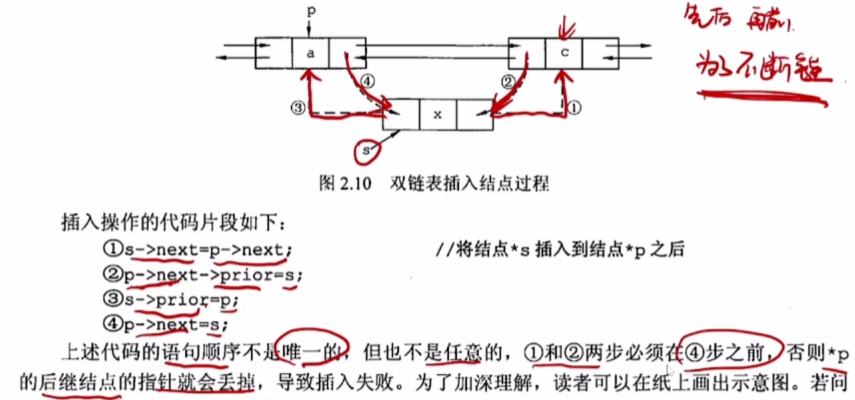 p
先后 再前
为了不断链
a
c
④
②
③
x
①
s
图 2.10 双链表插入结点过程
插入操作的代码片段如下:
①s->next=p->next; //将结点*s 插入到结点*p 之后
②p->next->prior=s;
③s->prior=p;
④p->next=s;
上述代码的语句顺序不是唯一的,但也不是任意的,①和②两步必须在④步之前,否则*p
的后继结点的指针就会丢掉,导致插入失败。为了加深理解,读者可以在纸上画出示意图。若问